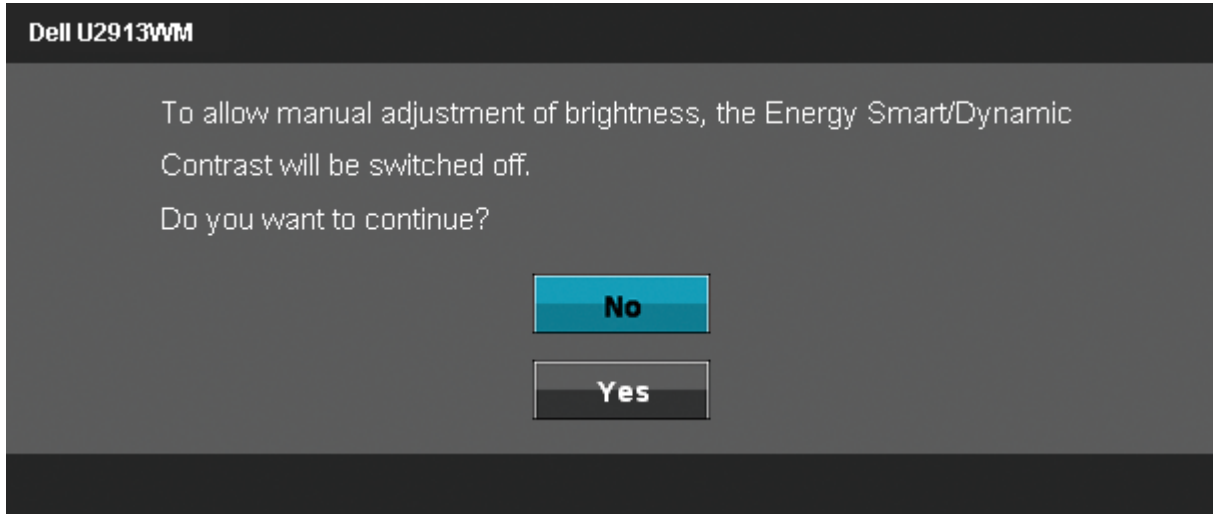 Dell U2913WM
To allow manual adjustment of brightness, the Energy Smart/Dynamic
Contrast will be switched off.
Do you want to continue?
No
Yes